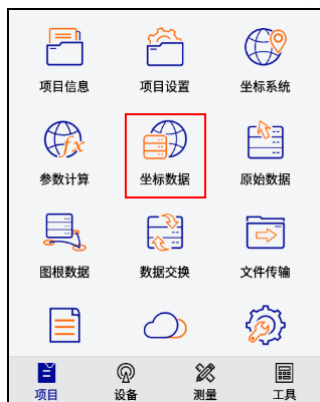 项目信息 项目设置 坐标系统
参数计算 坐标数据 原始数据
图根数据 数据交换 文件传输
项目 设备 测量 工具